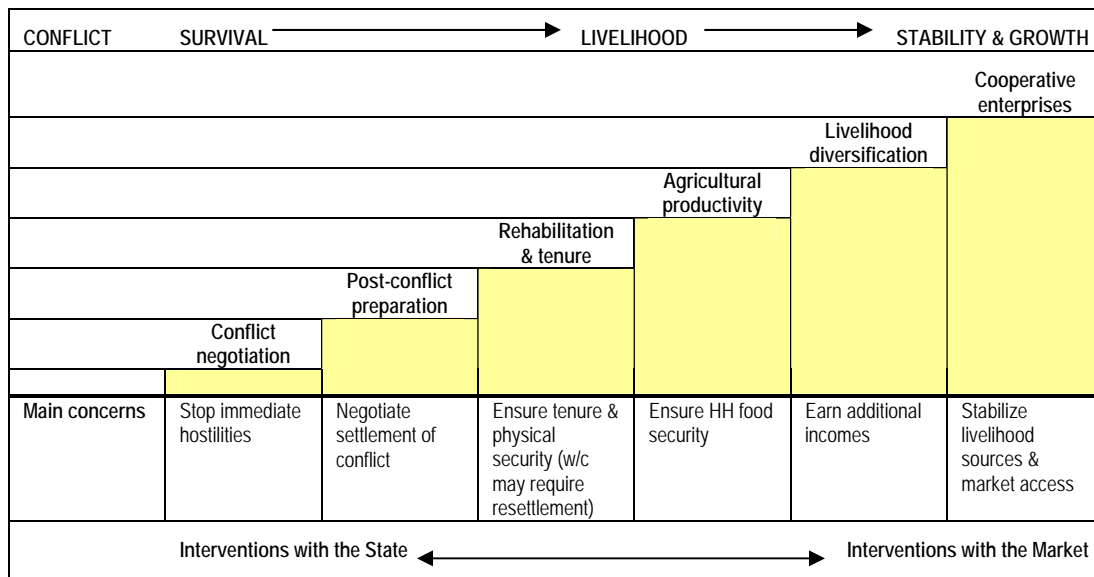 CONFLICT SURVIVAL LIVELIHOOD STABILITY & GROWTH
Cooperative
enterprises
Livelihood
diversification
Agricultural
productivity
Rehabilitation
& tenure
Post-conflict
preparation
Conflict
negotiation
Main concerns
Stop immediate
hostilities
Negotiate
settlement of
conflict
Ensure tenure &
physical
security (w/c
may require
resettlement)
Ensure HH food
security
Earn additional
incomes
Stabilize
livelihood
sources &
market access
Interventions with the State Interventions with the Market